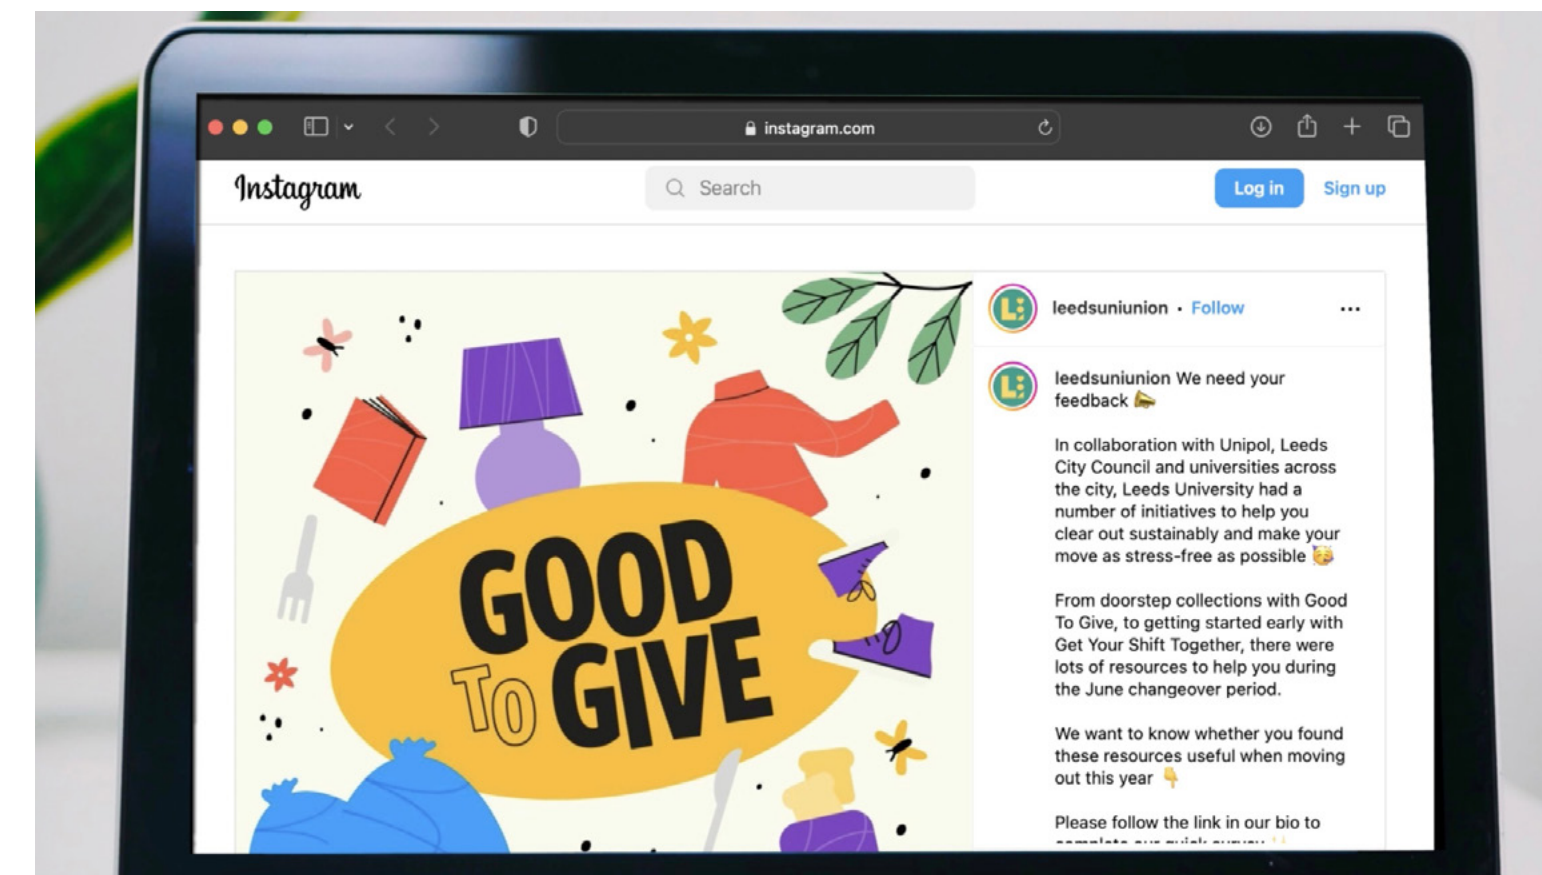 instagram.com
Instagram
Search
Log in
Sign up
GOOD
TO GIVE
leedsuniunion • Follow
leedsuniunion We need your
feedback 📣
In collaboration with Unipol, Leeds
City Council and universities across
the city, Leeds University had a
number of initiatives to help you
clear out sustainably and make your
move as stress-free as possible 🥳
From doorstep collections with Good
To Give, to getting started early with
Get Your Shift Together, there were
lots of resources to help you during
the June changeover period.
We want to know whether you found
these resources useful when moving
out this year 👇
Please follow the link in our bio to
complete our quick survey